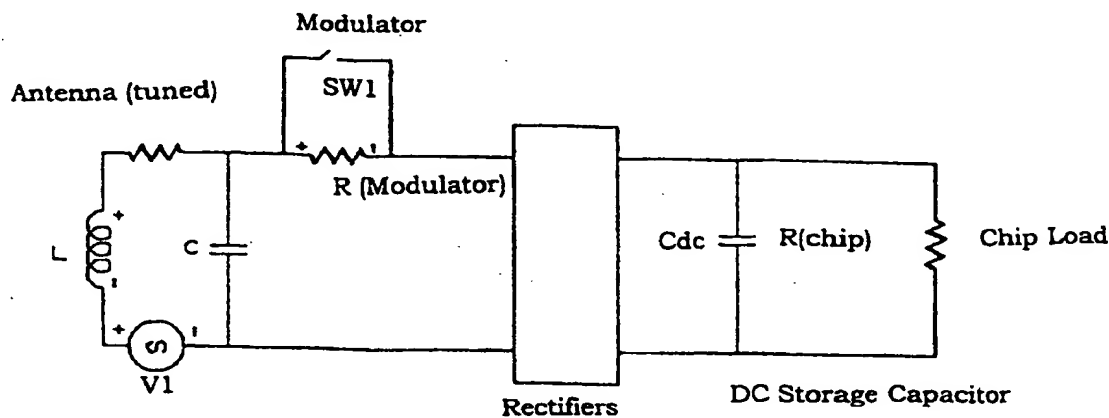 Modulator
SW1
Antenna (tuned)
+ -
R (Modulator)
L
+
-
C
+ -
S
V1
Rectifiers
Cdc
R(chip)
Chip Load
DC Storage Capacitor